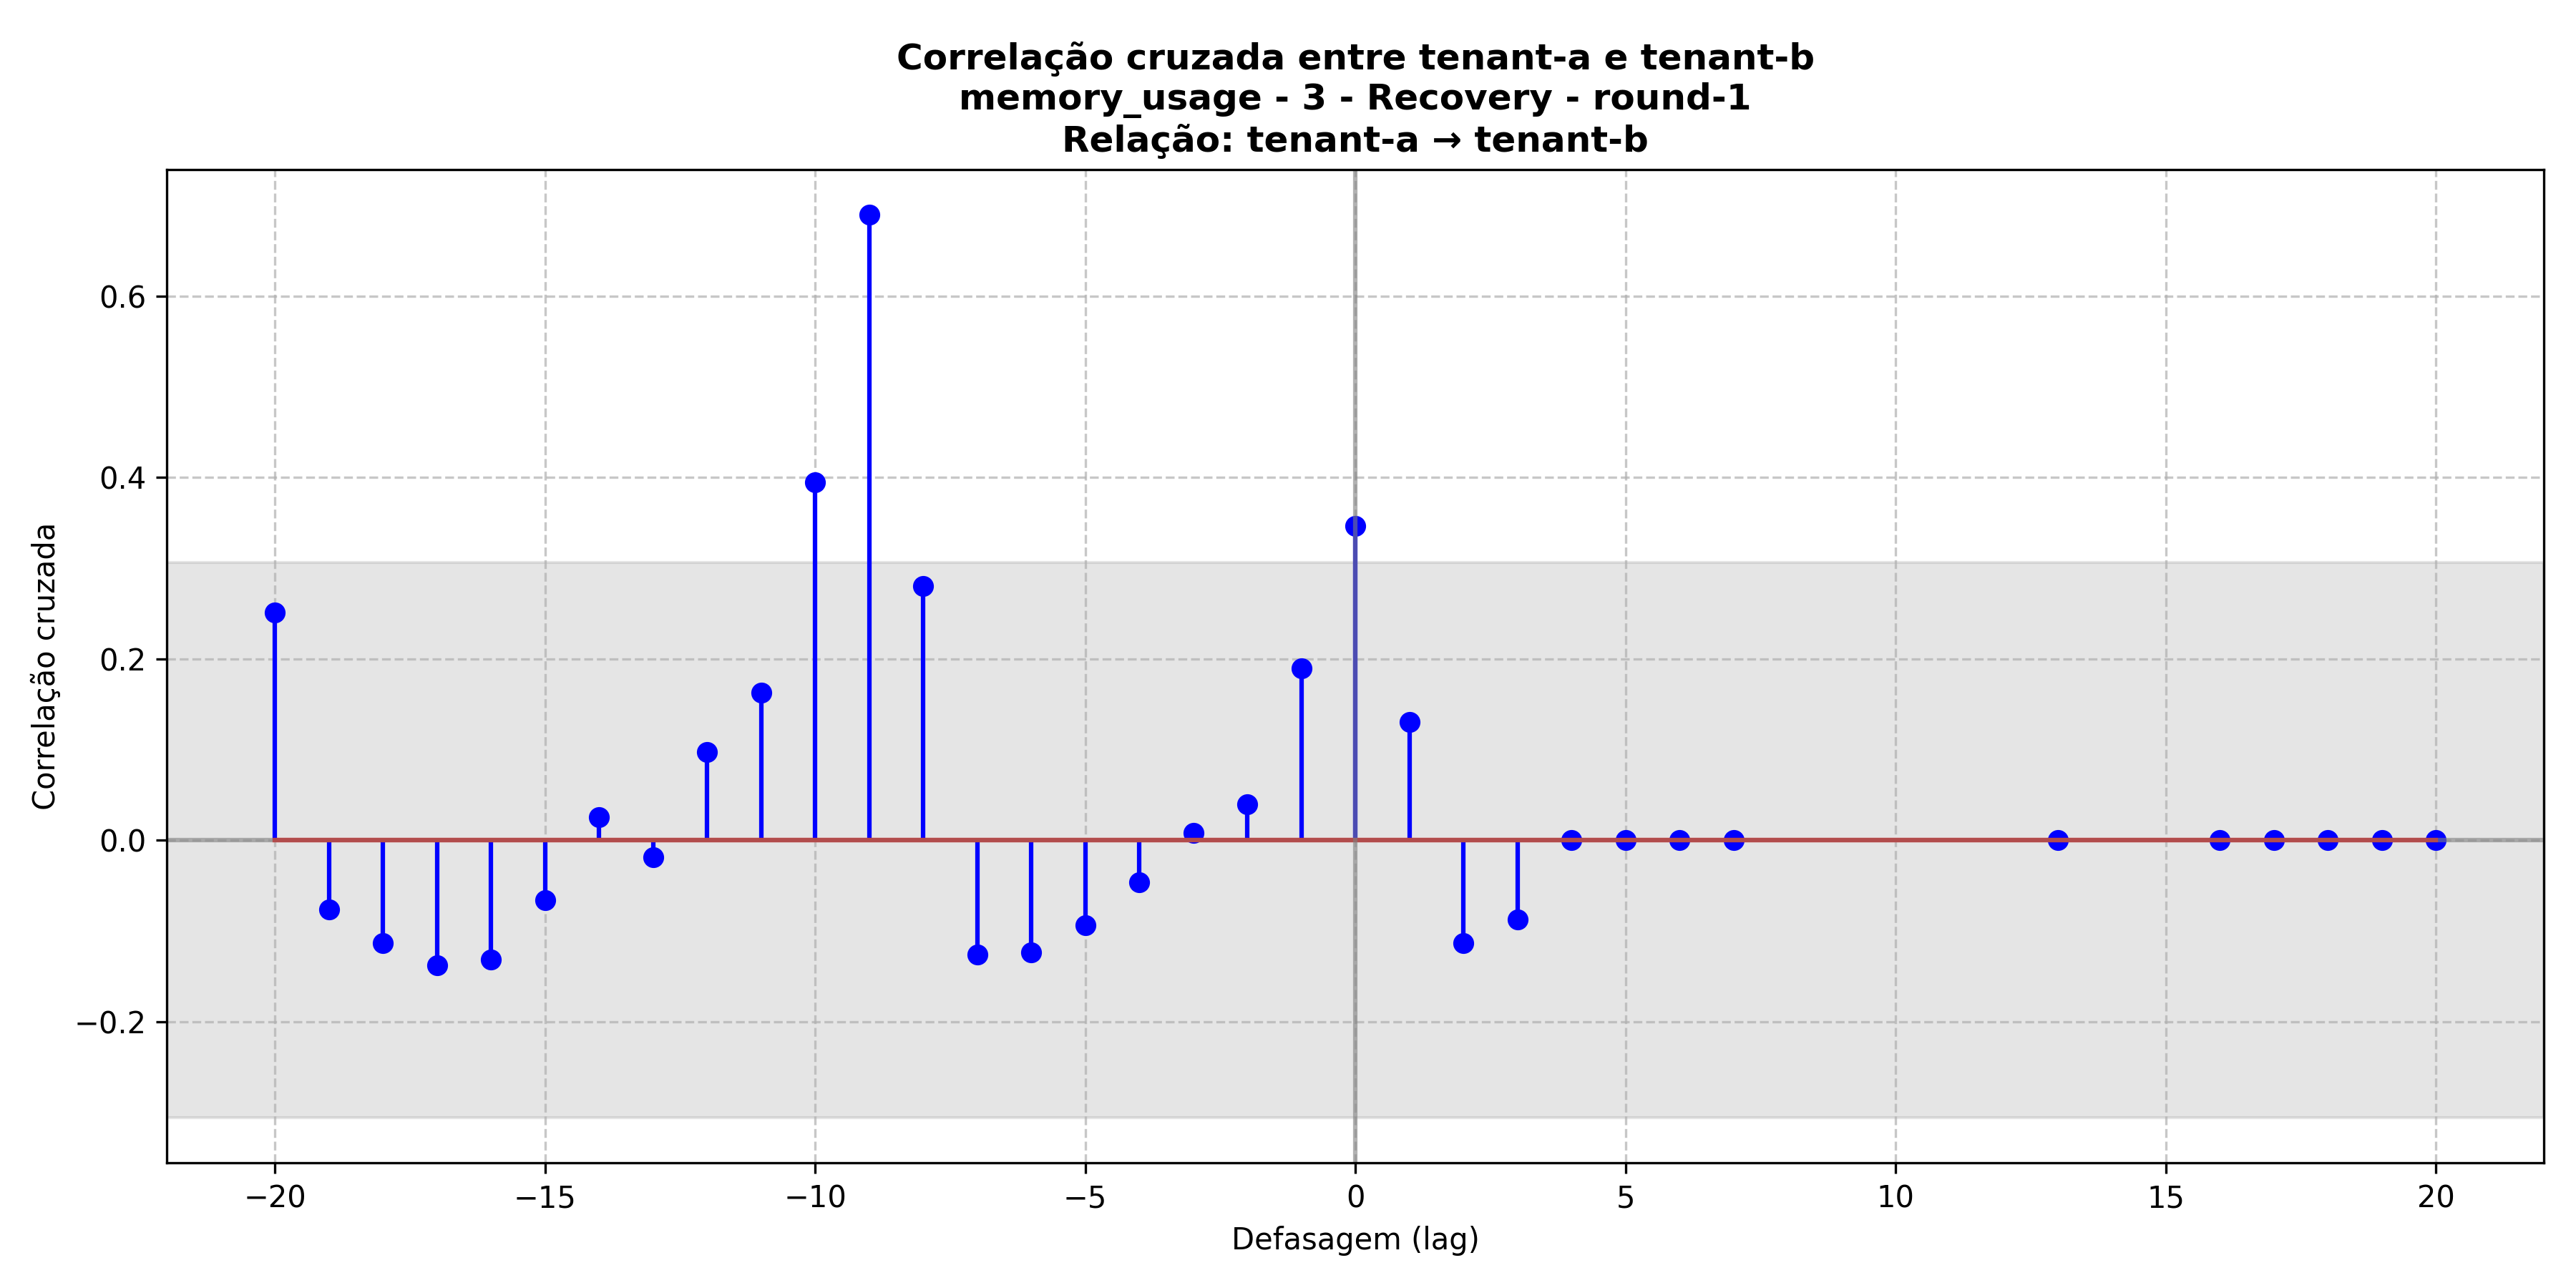 Correlação cruzada entre tenant-a e tenant-b
memory_usage - 3 - Recovery - round-1
Relação: tenant-a → tenant-b
Correlação cruzada
0.6
0.4
0.2
0.0
−0.2
−20
−15
−10
−5
0
5
10
15
20
Defasagem (lag)